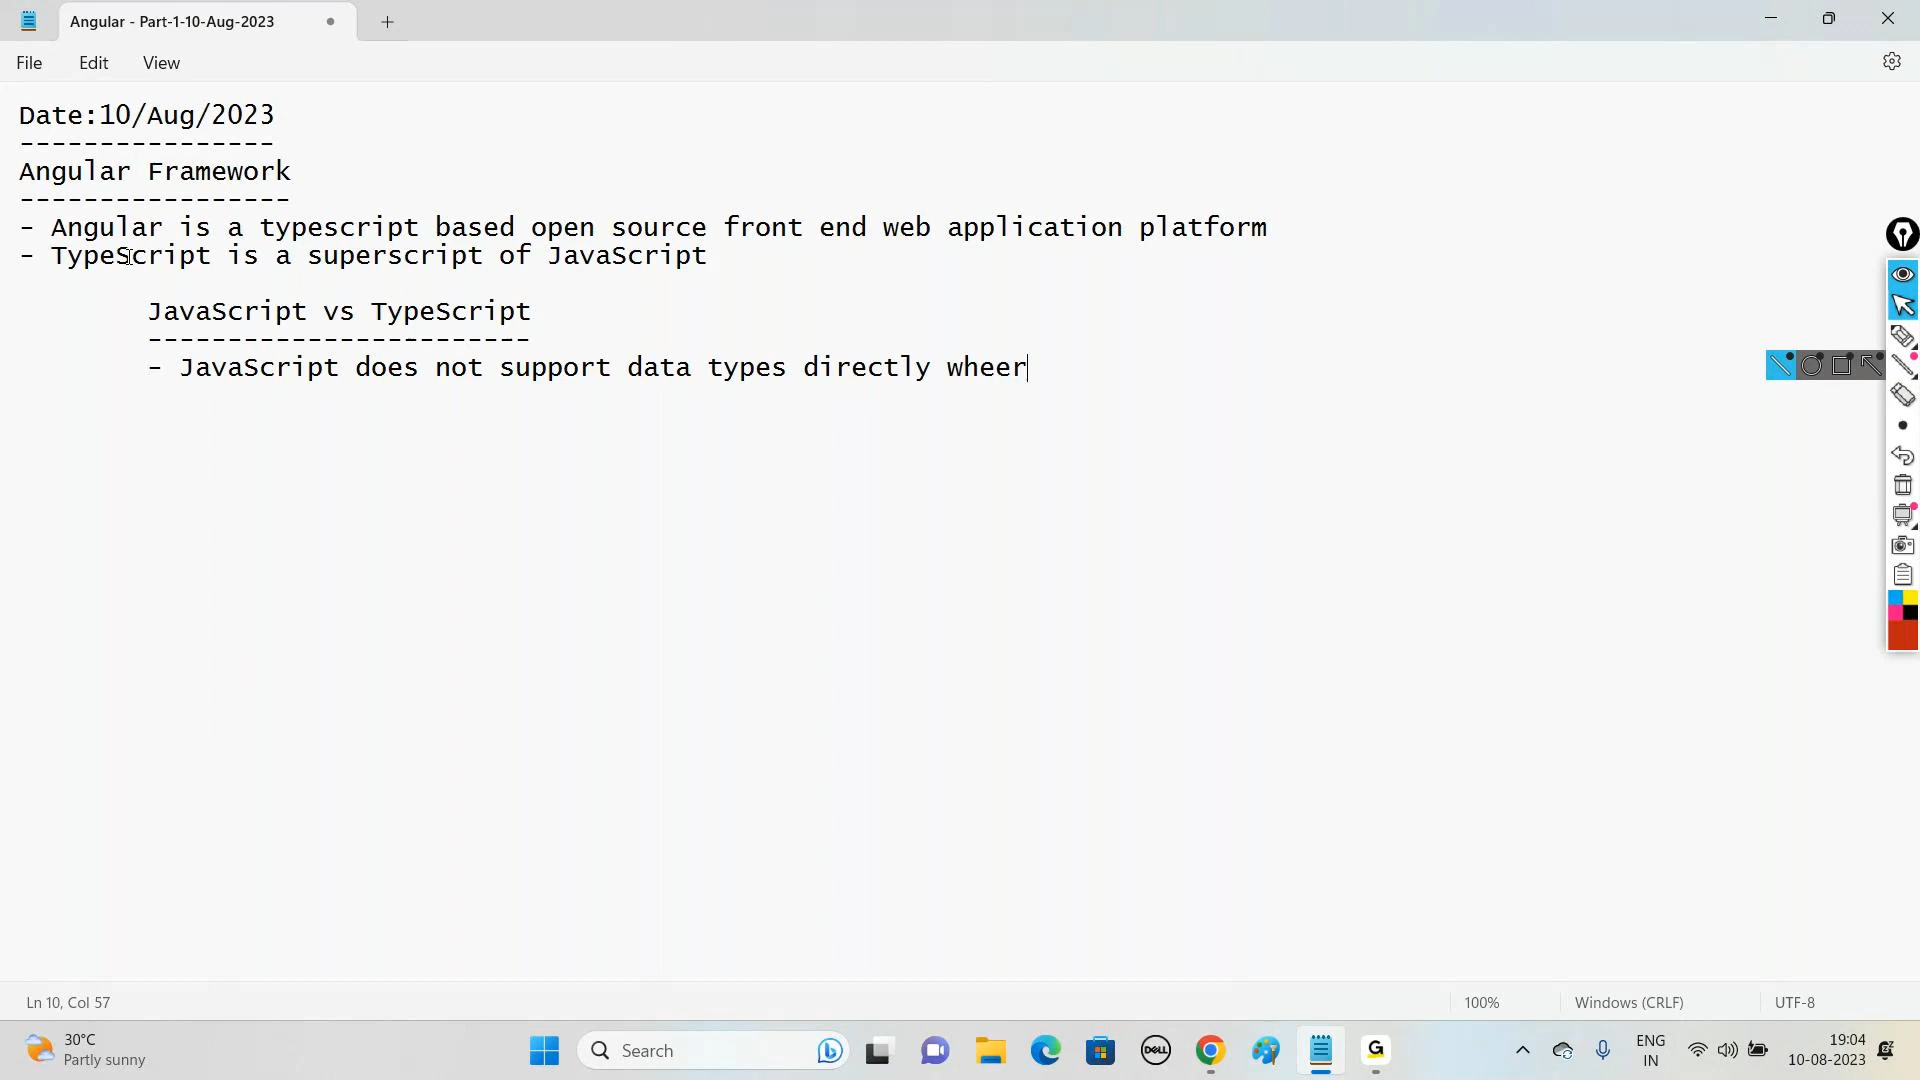 Angular - Part-1-10-Aug-2023
File Edit View
Date:10/Aug/2023
----------------
Angular Framework
-----------------
- Angular is a typescript based open source front end web application platform
- TypeScript is a superscript of JavaScript
JavaScript vs TypeScript
------------------------
- JavaScript does not support data types directly wheer
Ln 10, Col 57 100% Windows (CRLF) UTF-8
30°C
Partly sunny
Search
DELL
G
ENG
IN
19:04
10-08-2023